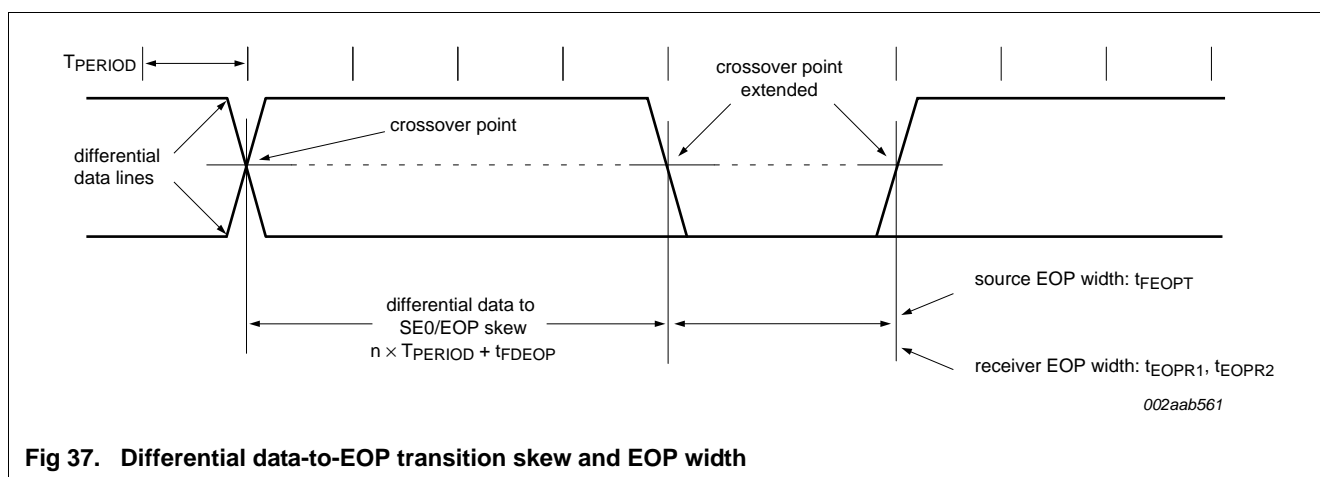 TPERIOD
crossover point
extended
crossover point
differential
data lines
differential data to
SE0/EOP skew
n × TPERIOD + tFDEOP
source EOP width: tFEOPT
receiver EOP width: tEOPR1, tEOPR2
002aab561
Fig 37. Differential data-to-EOP transition skew and EOP width